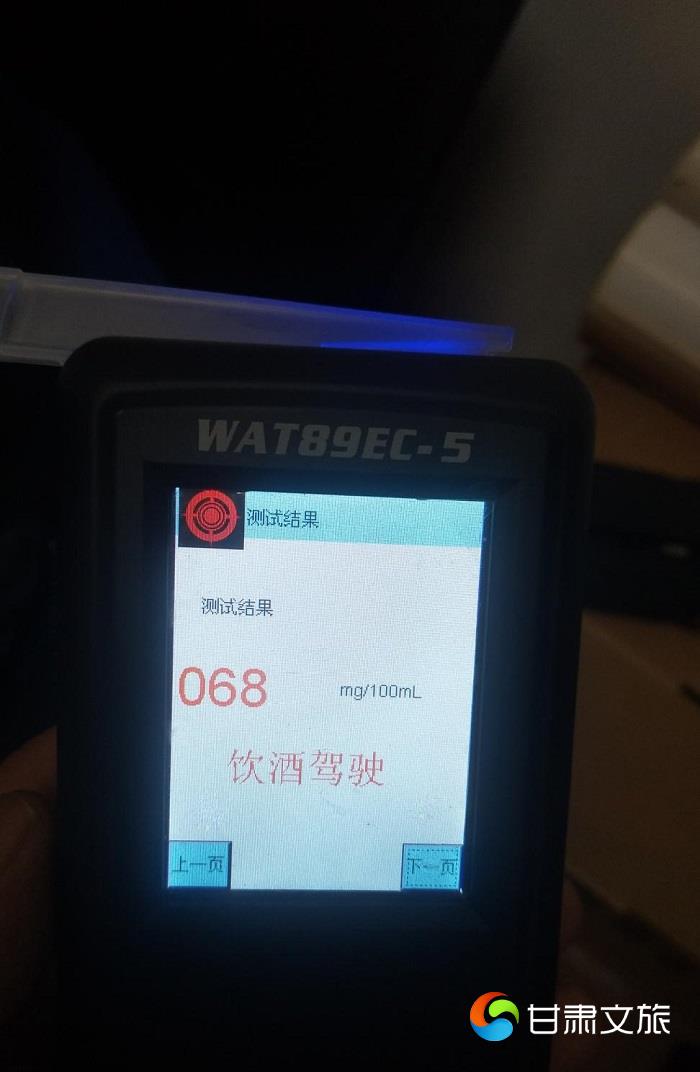 WAT89EC-5
测试结果
测试结果
068 mg/100mL
饮酒驾驶
上一页 下一页
甘肃文旅